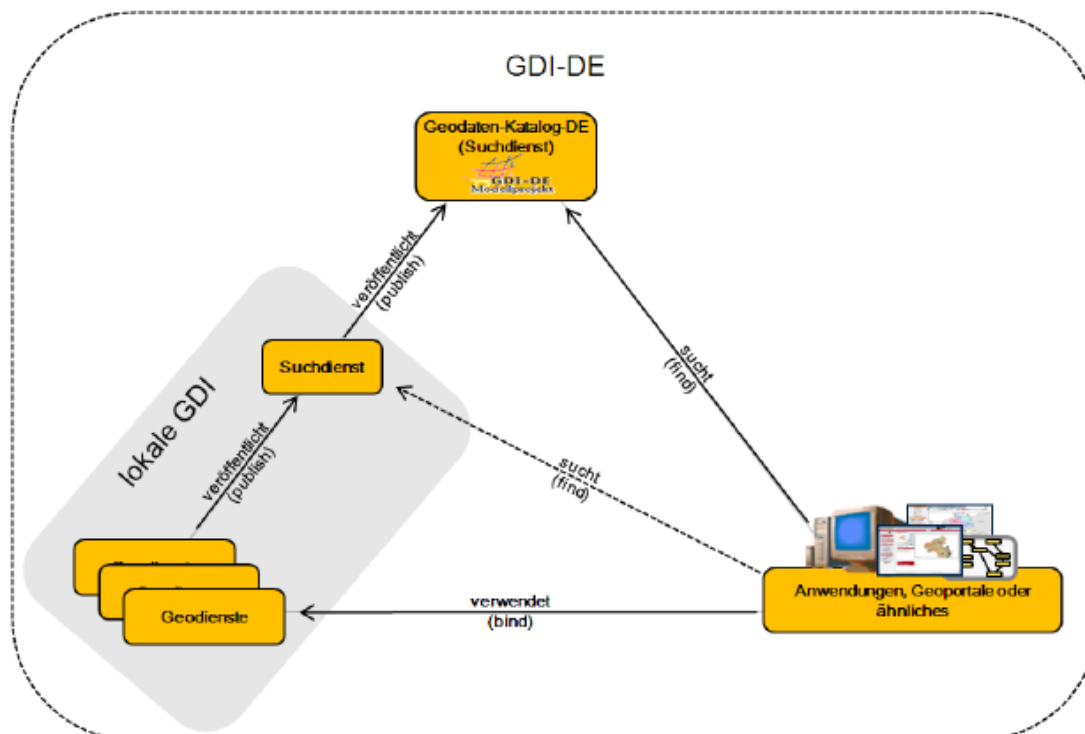 GDI-DE
Geodaten-Katalog-DE
(Suchdienst)
GDI-DE
Modellprojekt
veröffentlicht
(publish)
sucht
(find)
Suchdienst
lokale GDI
veröffentlicht
(publish)
sucht
(find)
Geodienste
verwendet
(bind)
Anwendungen, Geoportale oder
ähnliches